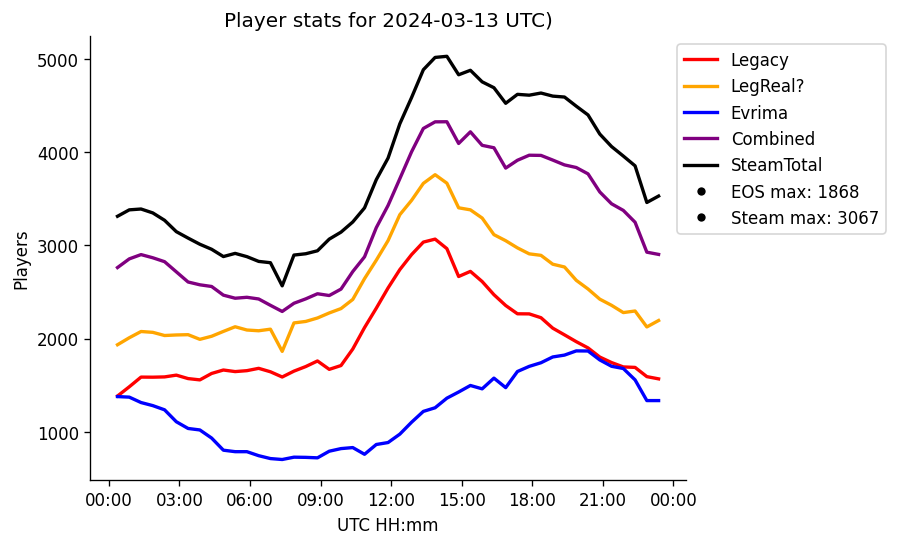 Player stats for 2024-03-13 UTC)
Legacy
LegReal?
Evrima
Combined
SteamTotal
EOS max: 1868
Steam max: 3067
Players
5000
4000
3000
2000
1000
00:00 03:00 06:00 09:00 12:00 15:00 18:00 21:00 00:00
UTC HH:mm